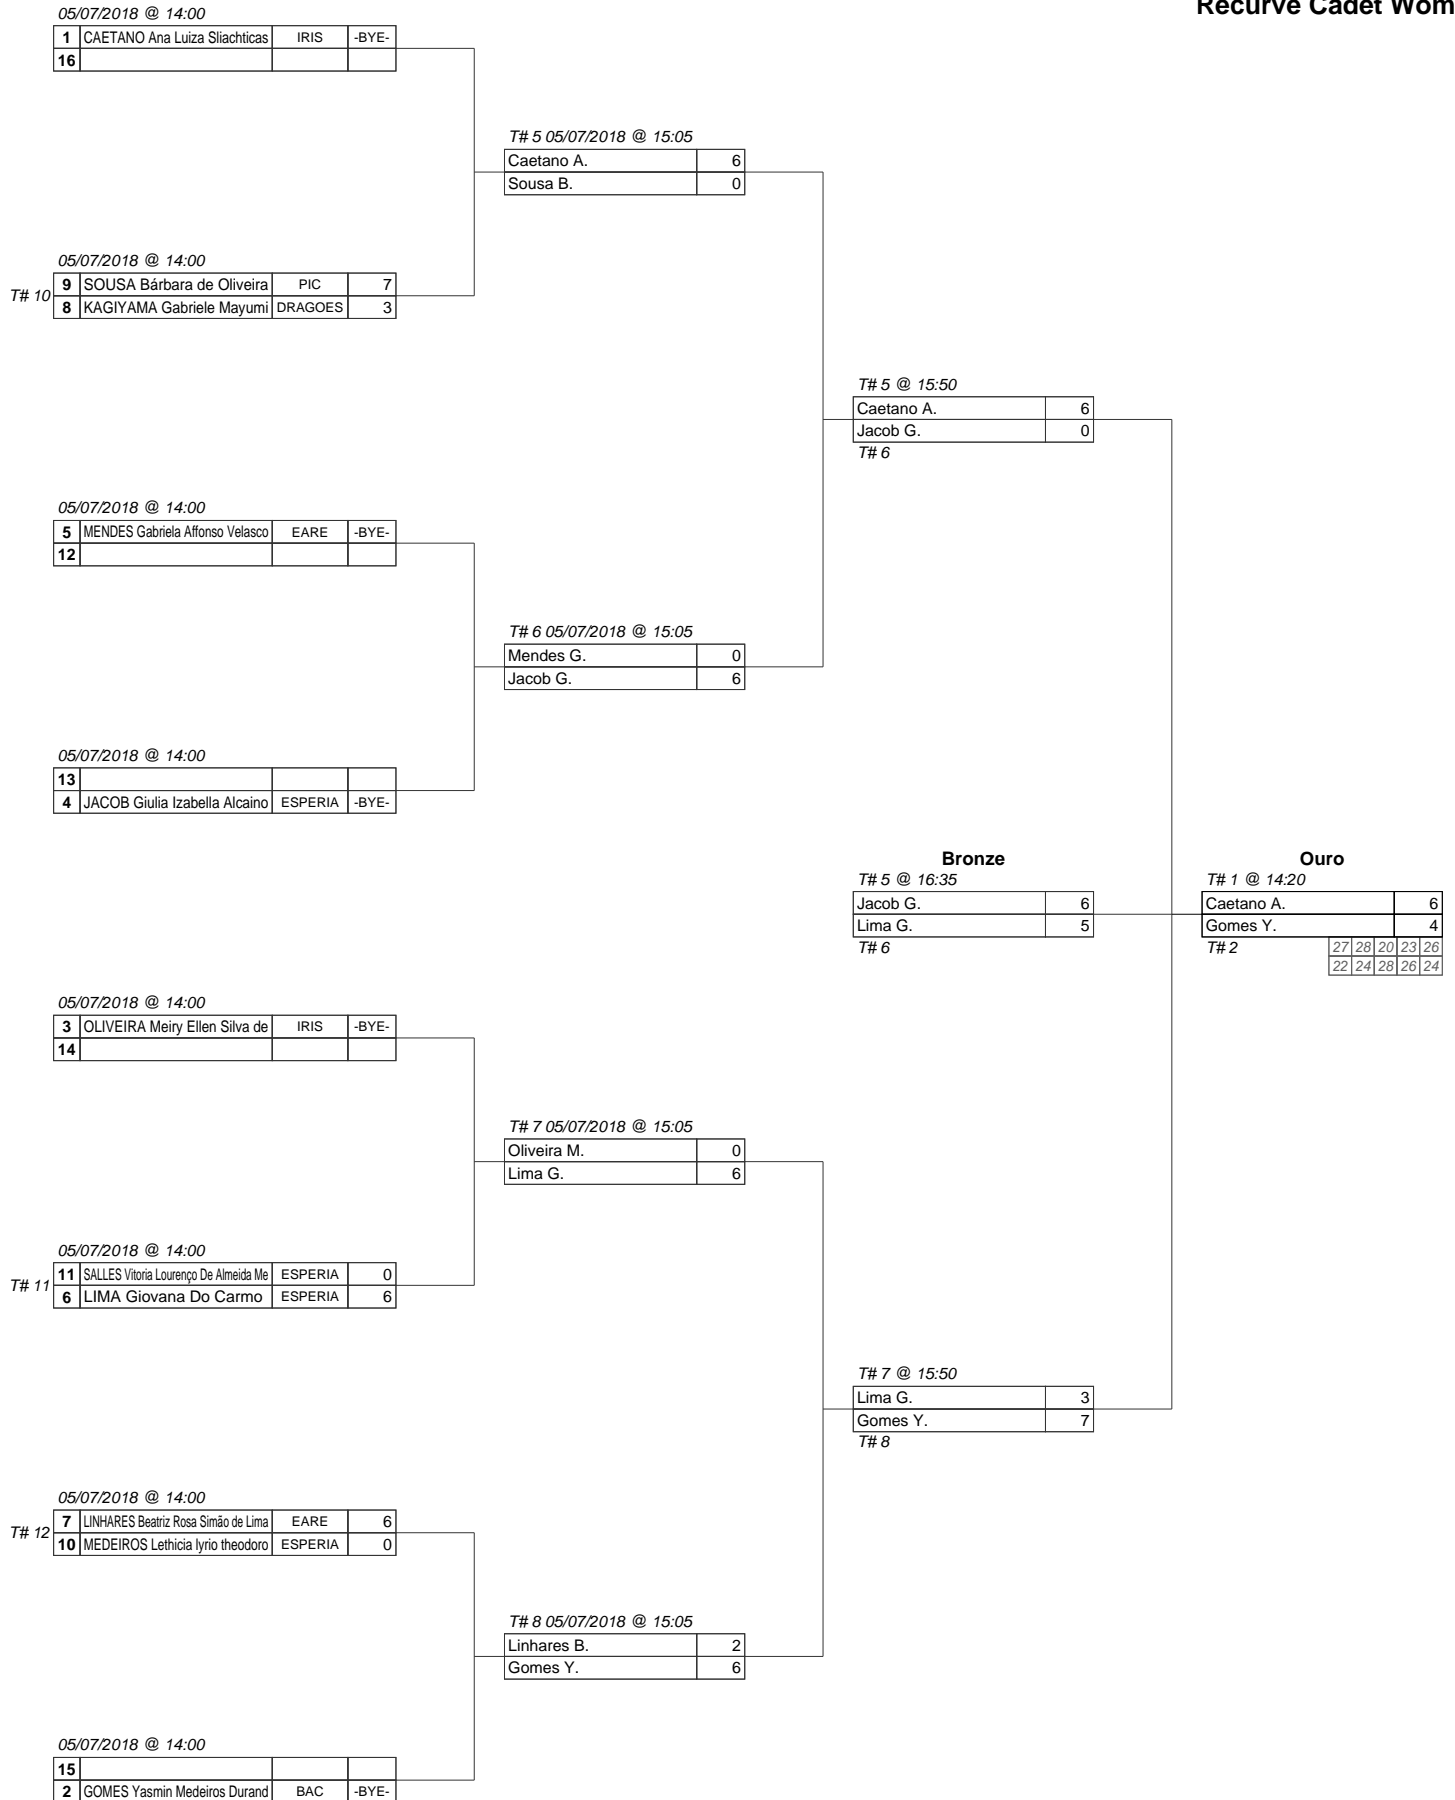 Recurve Cadet Wom
05/07/2018 @ 14:00
1 CAETANO Ana Luiza Sliachticas IRIS -BYE-
16
T# 5 05/07/2018 @ 15:05
Caetano A. 6
Sousa B. 0
05/07/2018 @ 14:00
T# 10
9 SOUSA Bárbara de Oliveira PIC 7
8 KAGIYAMA Gabriele Mayumi DRAGOES 3
T# 5 @ 15:50
Caetano A. 6
Jacob G. 0
T# 6
05/07/2018 @ 14:00
5 MENDES Gabriela Affonso Velasco EARE -BYE-
12
T# 6 05/07/2018 @ 15:05
Mendes G. 0
Jacob G. 6
05/07/2018 @ 14:00
13
4 JACOB Giulia Izabella Alcaino ESPERIA -BYE-
Bronze
T# 5 @ 16:35
Jacob G. 6
Lima G. 5
T# 6
Ouro
T# 1 @ 14:20
Caetano A. 6
Gomes Y. 4
T# 2
27 28 20 23 26
22 24 28 26 24
05/07/2018 @ 14:00
3 OLIVEIRA Meiry Ellen Silva de IRIS -BYE-
14
T# 7 05/07/2018 @ 15:05
Oliveira M. 0
Lima G. 6
05/07/2018 @ 14:00
T# 11
11 SALLES Vitoria Lourenço De Almeida Me ESPERIA 0
6 LIMA Giovana Do Carmo ESPERIA 6
T# 7 @ 15:50
Lima G. 3
Gomes Y. 7
T# 8
05/07/2018 @ 14:00
T# 12
7 LINHARES Beatriz Rosa Simão de Lima EARE 6
10 MEDEIROS Lethicia lyrio theodoro ESPERIA 0
T# 8 05/07/2018 @ 15:05
Linhares B. 2
Gomes Y. 6
05/07/2018 @ 14:00
15
2 GOMES Yasmin Medeiros Durand BAC -BYE-